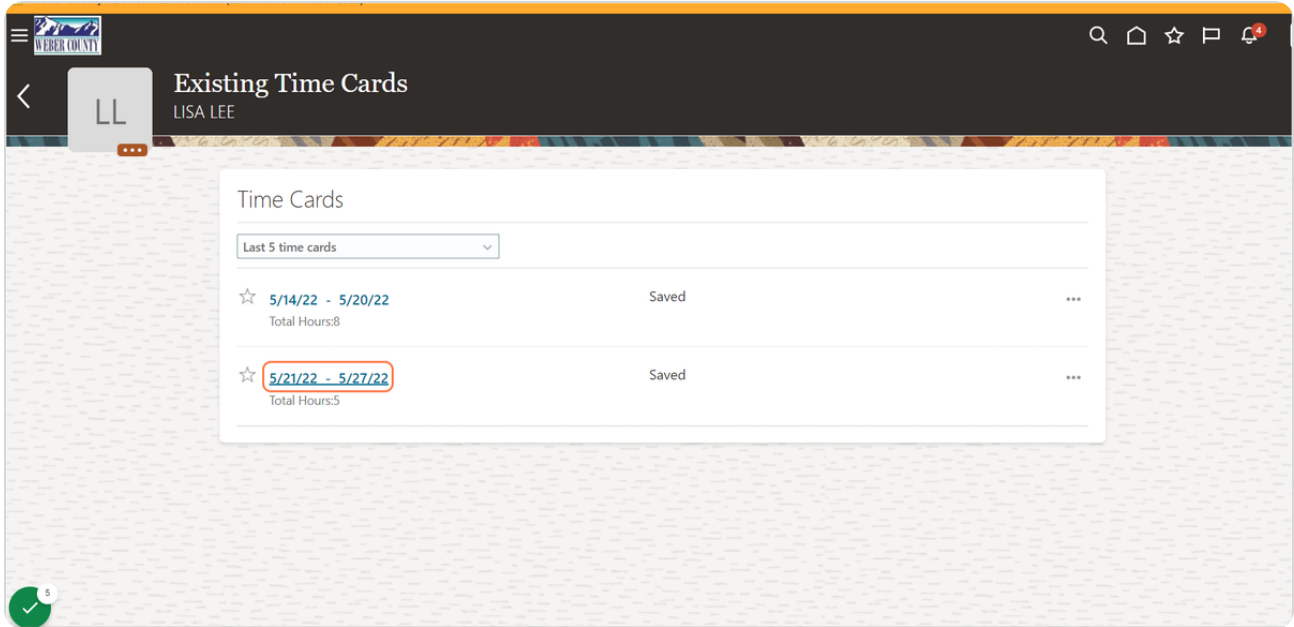 WEBER COUNTY
4
Existing Time Cards
LL
LISA LEE
Time Cards
Last 5 time cards
5/14/22 - 5/20/22
Saved
Total Hours:8
5/21/22 - 5/27/22
Saved
Total Hours:5
5